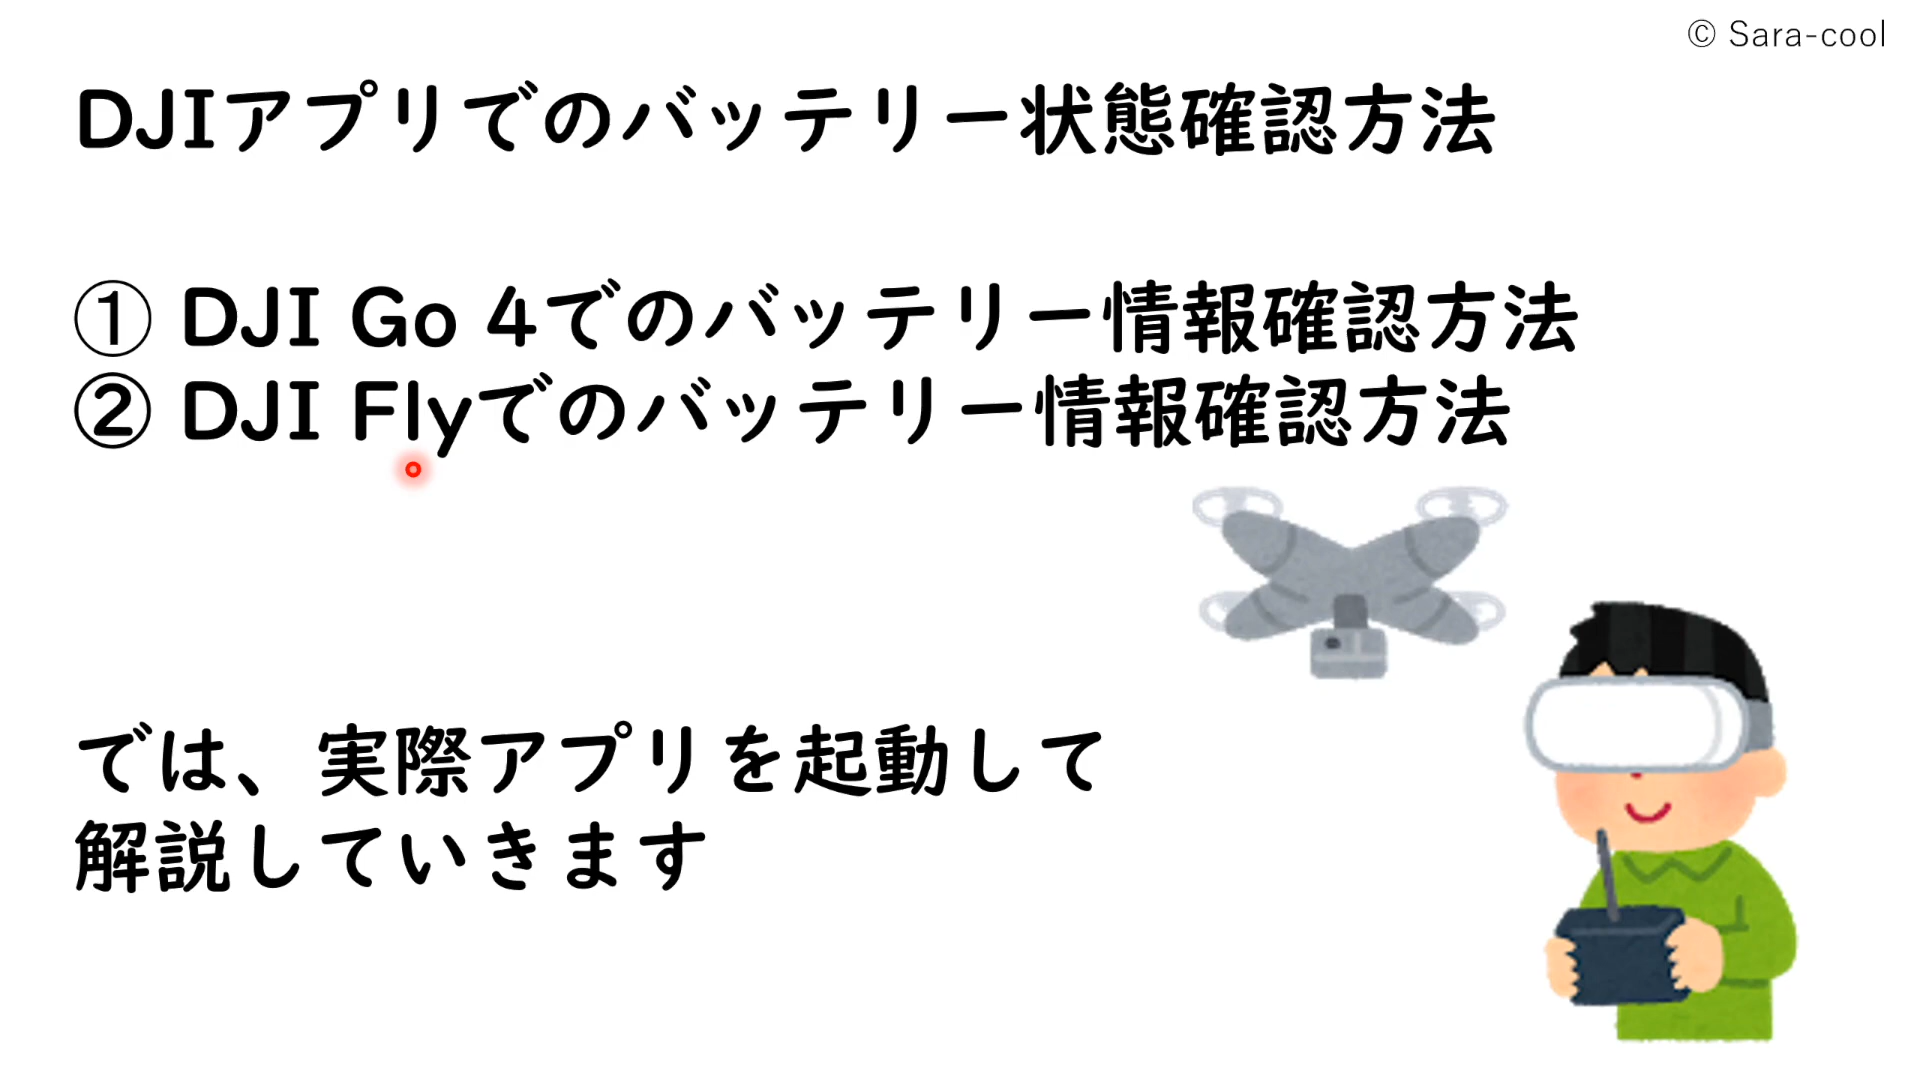 © Sara-cool
DJIアプリでのバッテリー状態確認方法
① DJI Go 4でのバッテリー情報確認方法
② DJI Flyでのバッテリー情報確認方法
では、実際アプリを起動して
解説していきます